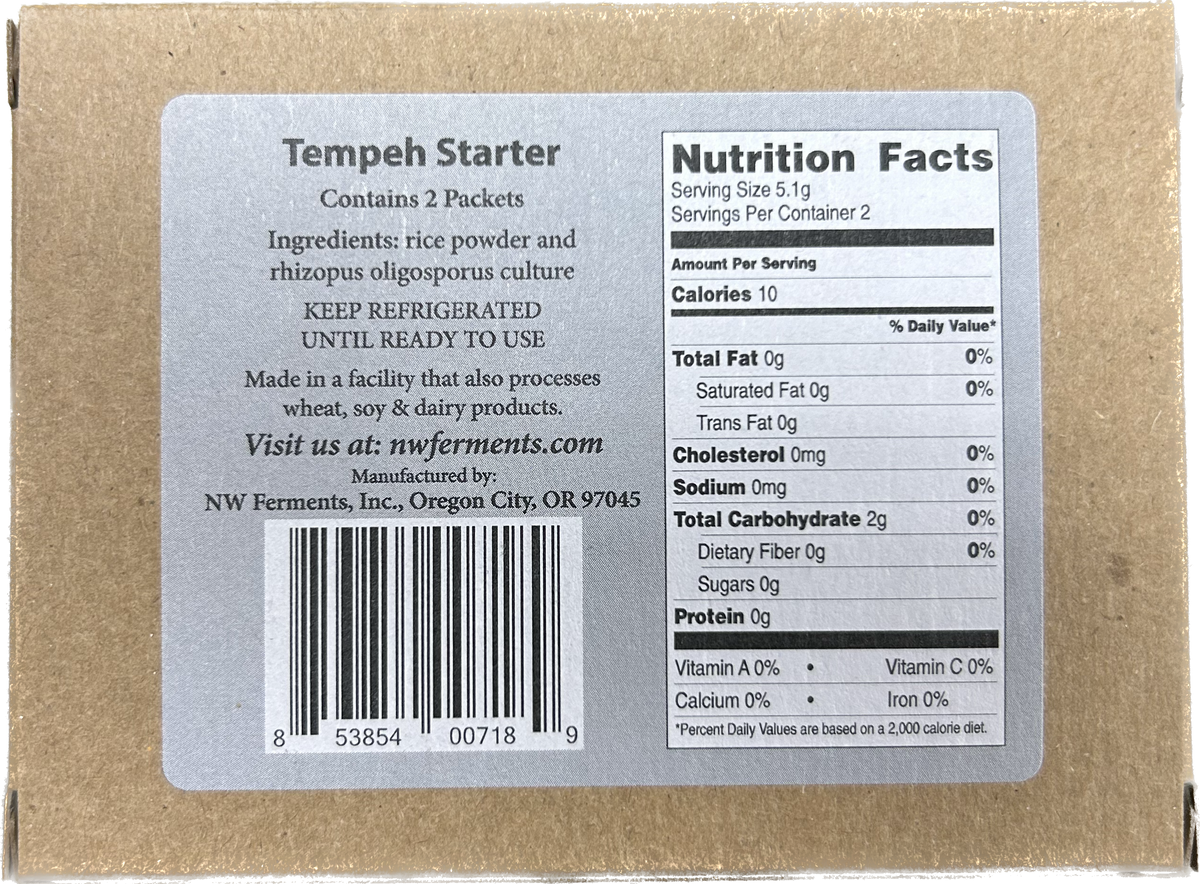 Tempeh Starter
Contains 2 Packets
Ingredients: rice powder and
rhizopus oligosporus culture
KEEP REFRIGERATED
UNTIL READY TO USE
Made in a facility that also processes
wheat, soy & dairy products.
Visit us at: nwferments.com
Manufactured by:
NW Ferments, Inc., Oregon City, OR 97045
8 53854 00718 9
Nutrition Facts
Serving Size 5.1g
Servings Per Container 2
Amount Per Serving
Calories 10
% Daily Value*
Total Fat 0g 0%
Saturated Fat 0g 0%
Trans Fat 0g
Cholesterol 0mg 0%
Sodium 0mg 0%
Total Carbohydrate 2g 0%
Dietary Fiber 0g 0%
Sugars 0g
Protein 0g
Vitamin A 0% • Vitamin C 0%
Calcium 0% • Iron 0%
*Percent Daily Values are based on a 2,000 calorie diet.